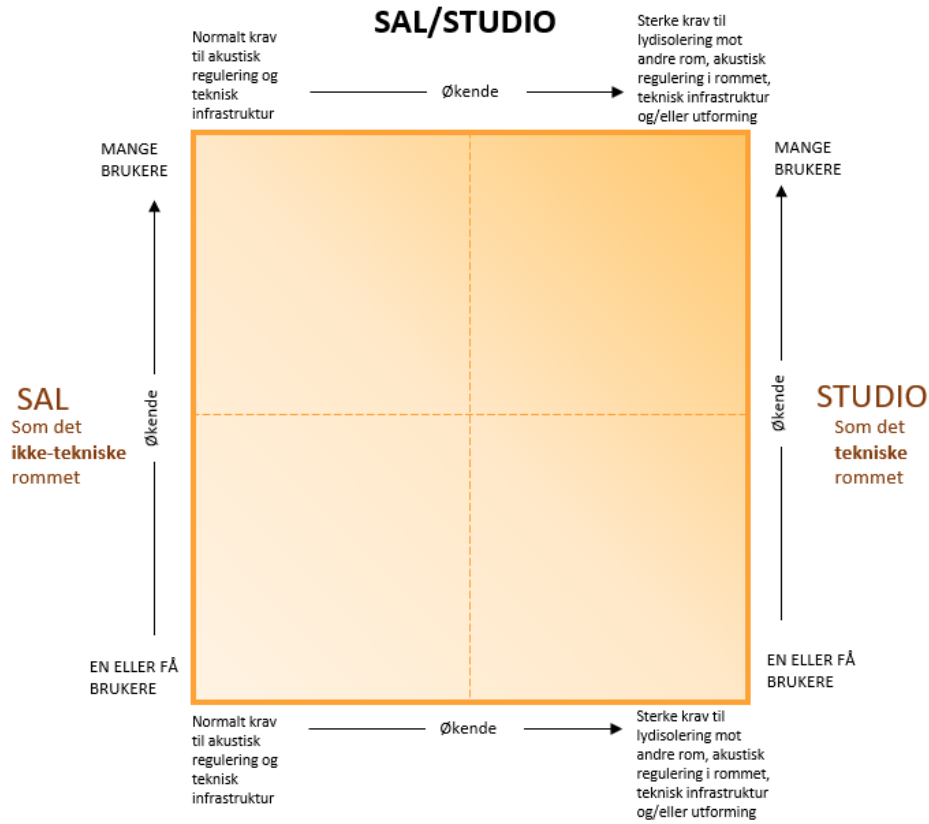 SAL/STUDIO
Normalt krav
til akustisk
regulering og
teknisk
infrastruktur
Økende
Sterke krav til
lydisolering mot
andre rom, akustisk
regulering i rommet,
teknisk infrastruktur
og/eller utforming
MANGE
BRUKERE
MANGE
BRUKERE
SAL
Som det
ikke-tekniske
rommet
Økende
Økende
STUDIO
Som det
tekniske
rommet
EN ELLER FÅ
BRUKERE
EN ELLER FÅ
BRUKERE
Normalt krav
til akustisk
regulering og
teknisk
infrastruktur
Økende
Sterke krav til
lydisolering mot
andre rom, akustisk
regulering i rommet,
teknisk infrastruktur
og/eller utforming